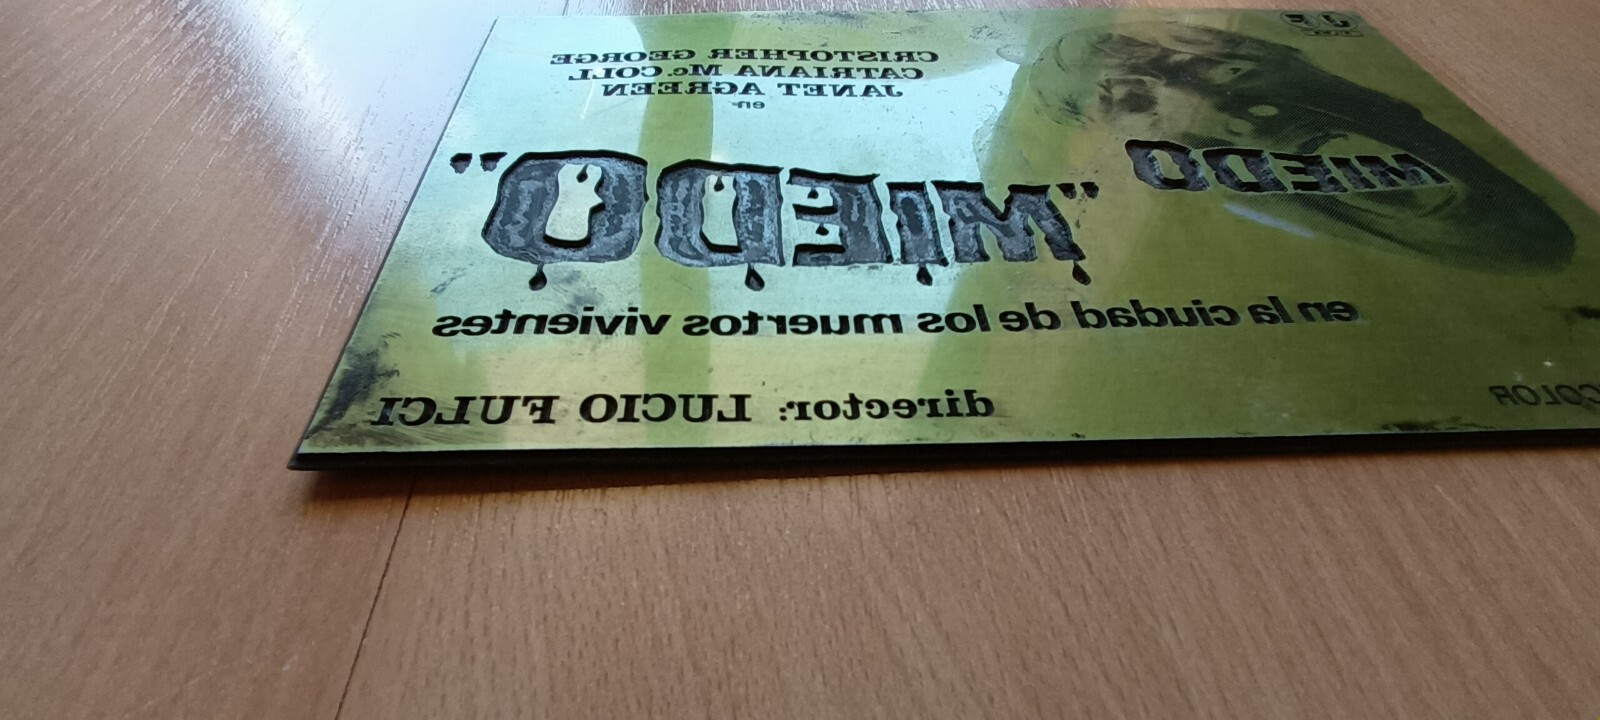 CRISTOPHER GEORGE
CATRIANA Mc. COLL
JANET AGREEN
en
"MIEDO"
MIEDO
en la ciudad de los muertos vivientes
director: LUCIO FULCI
COLOR